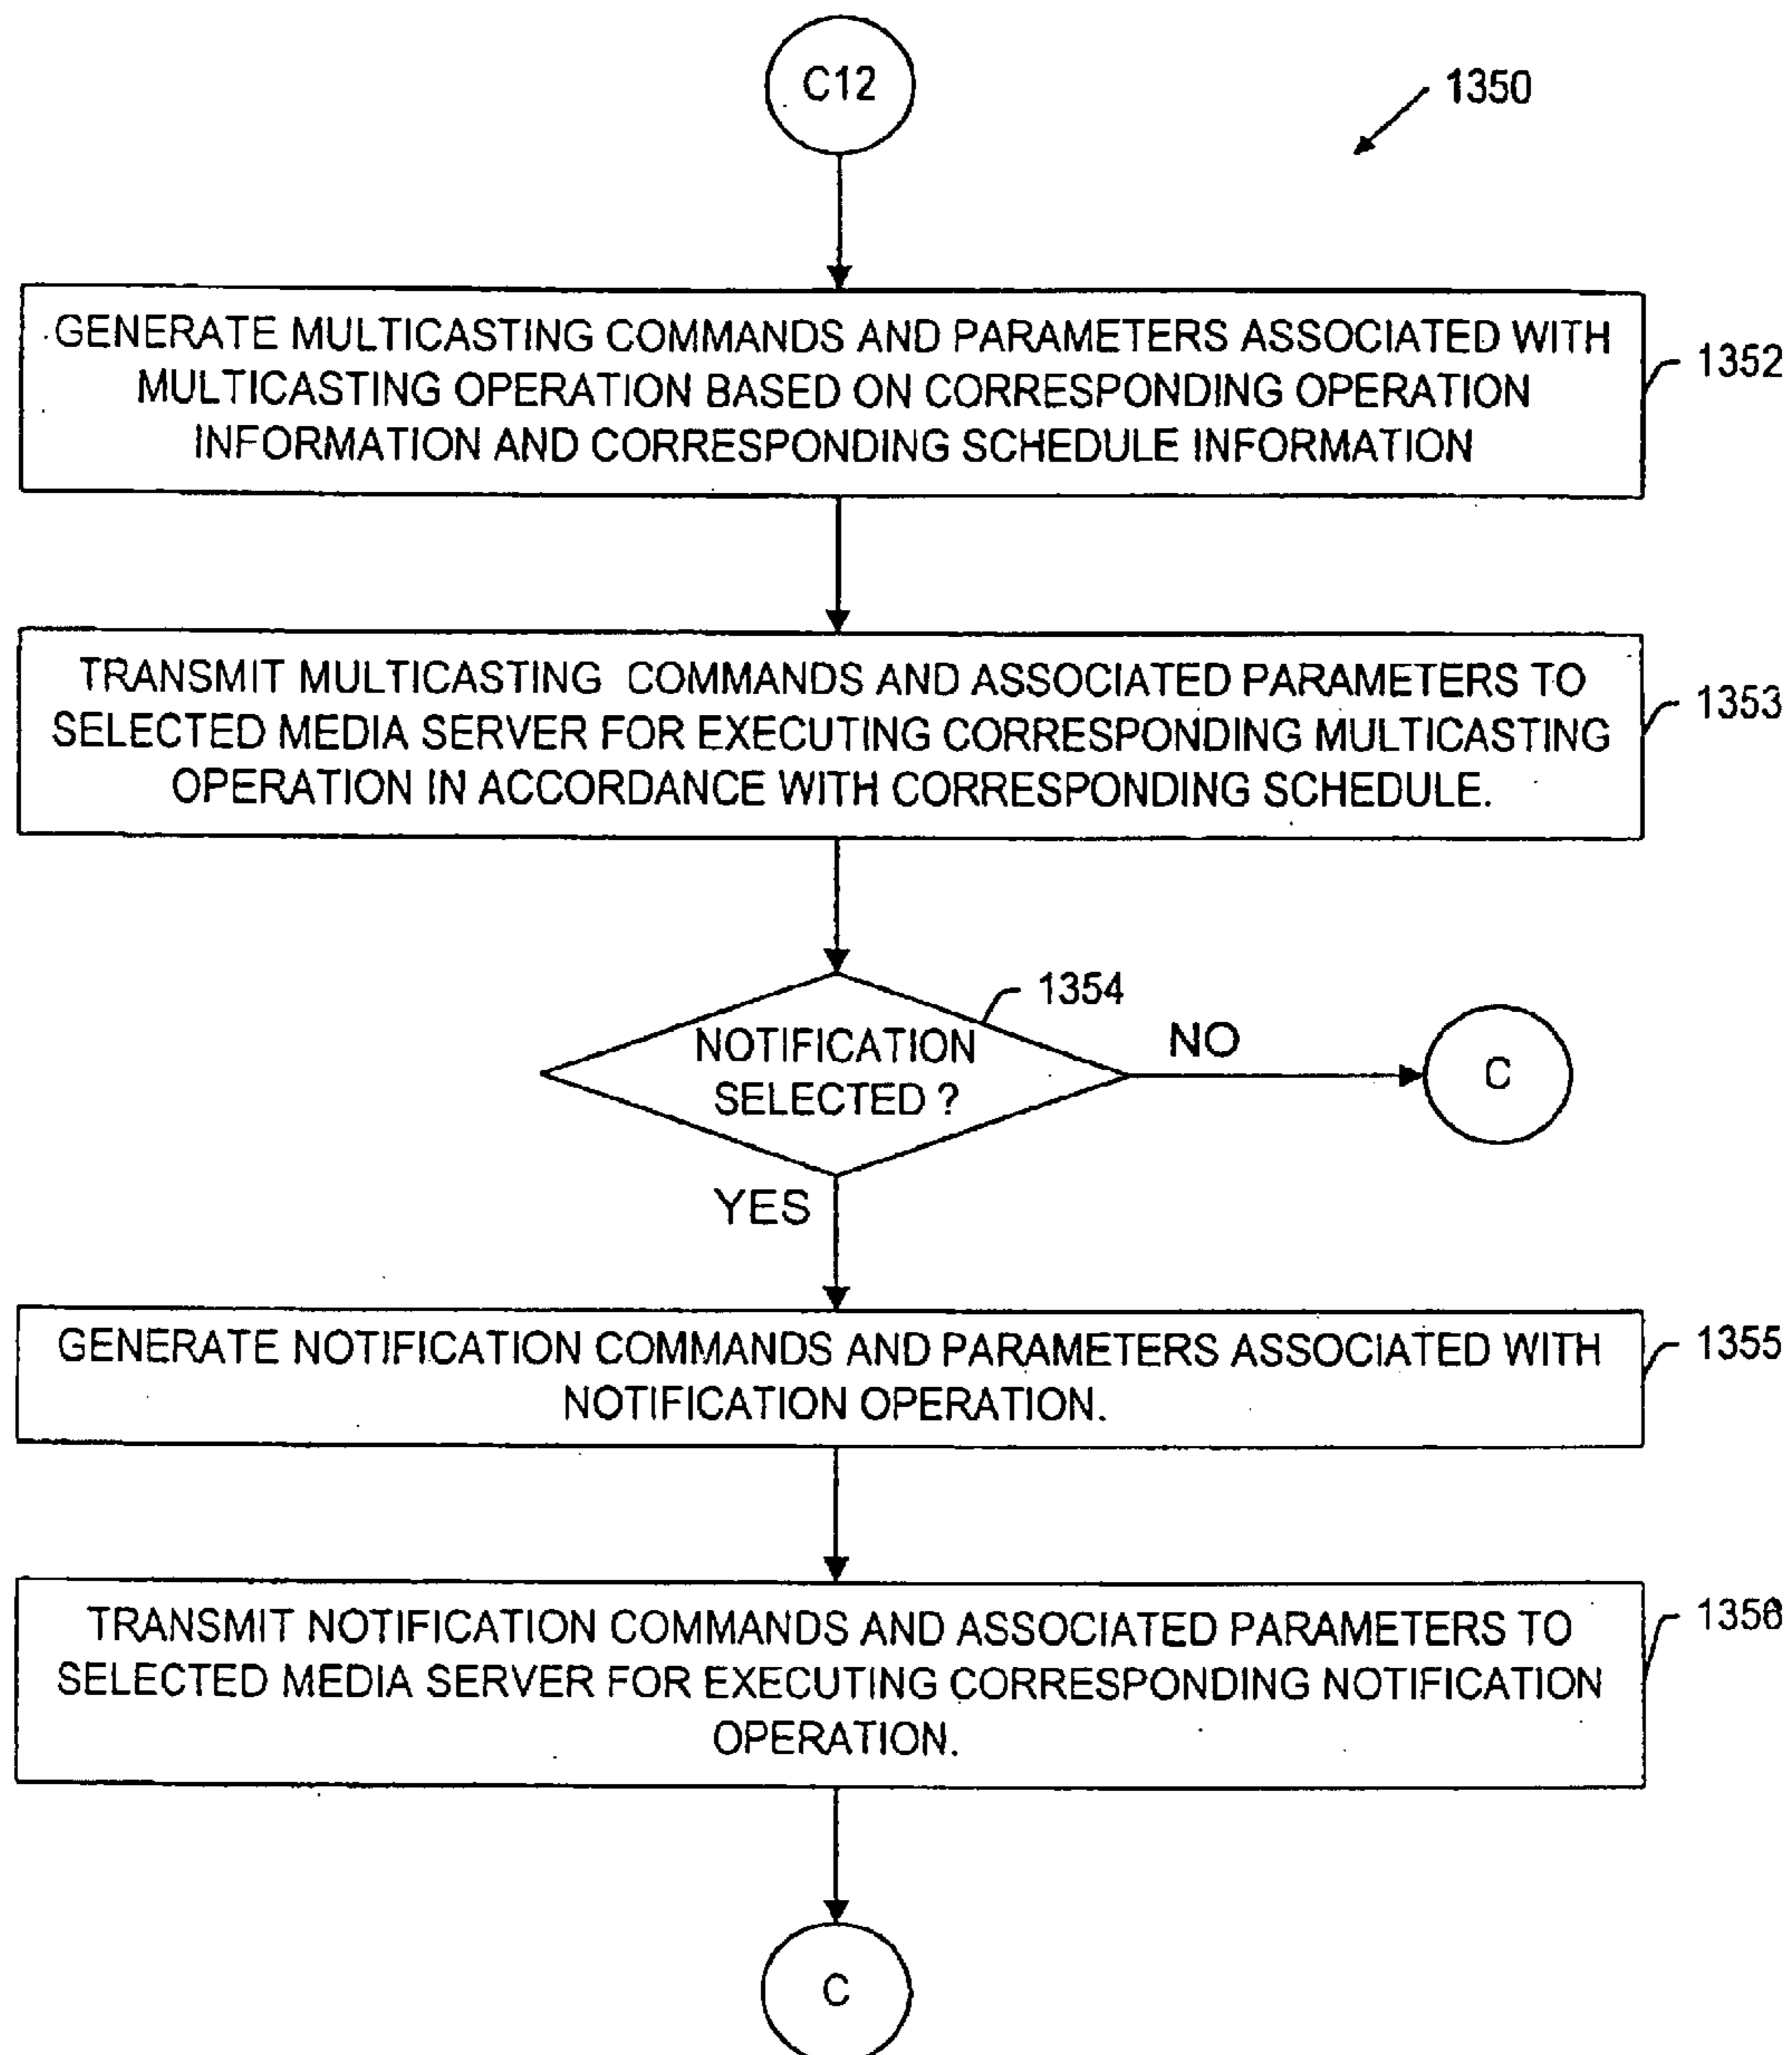 C12
1350
GENERATE MULTICASTING COMMANDS AND PARAMETERS ASSOCIATED WITH
MULTICASTING OPERATION BASED ON CORRESPONDING OPERATION
INFORMATION AND CORRESPONDING SCHEDULE INFORMATION
1352
TRANSMIT MULTICASTING COMMANDS AND ASSOCIATED PARAMETERS TO
SELECTED MEDIA SERVER FOR EXECUTING CORRESPONDING MULTICASTING
OPERATION IN ACCORDANCE WITH CORRESPONDING SCHEDULE.
1353
1354
NOTIFICATION
SELECTED ?
NO
C
YES
GENERATE NOTIFICATION COMMANDS AND PARAMETERS ASSOCIATED WITH
NOTIFICATION OPERATION.
1355
TRANSMIT NOTIFICATION COMMANDS AND ASSOCIATED PARAMETERS TO
SELECTED MEDIA SERVER FOR EXECUTING CORRESPONDING NOTIFICATION
OPERATION.
1356
C